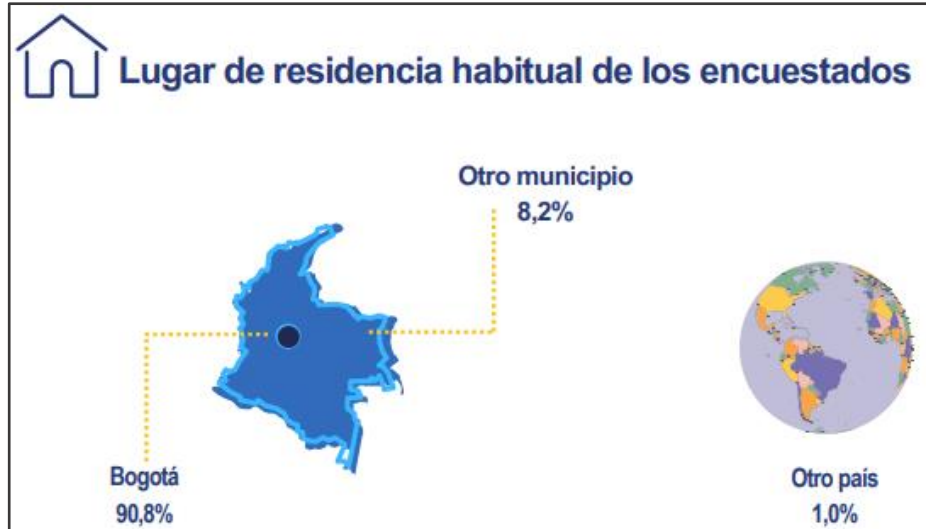 Lugar de residencia habitual de los encuestados
Otro municipio
8,2%
Bogotá
90,8%
Otro país
1,0%